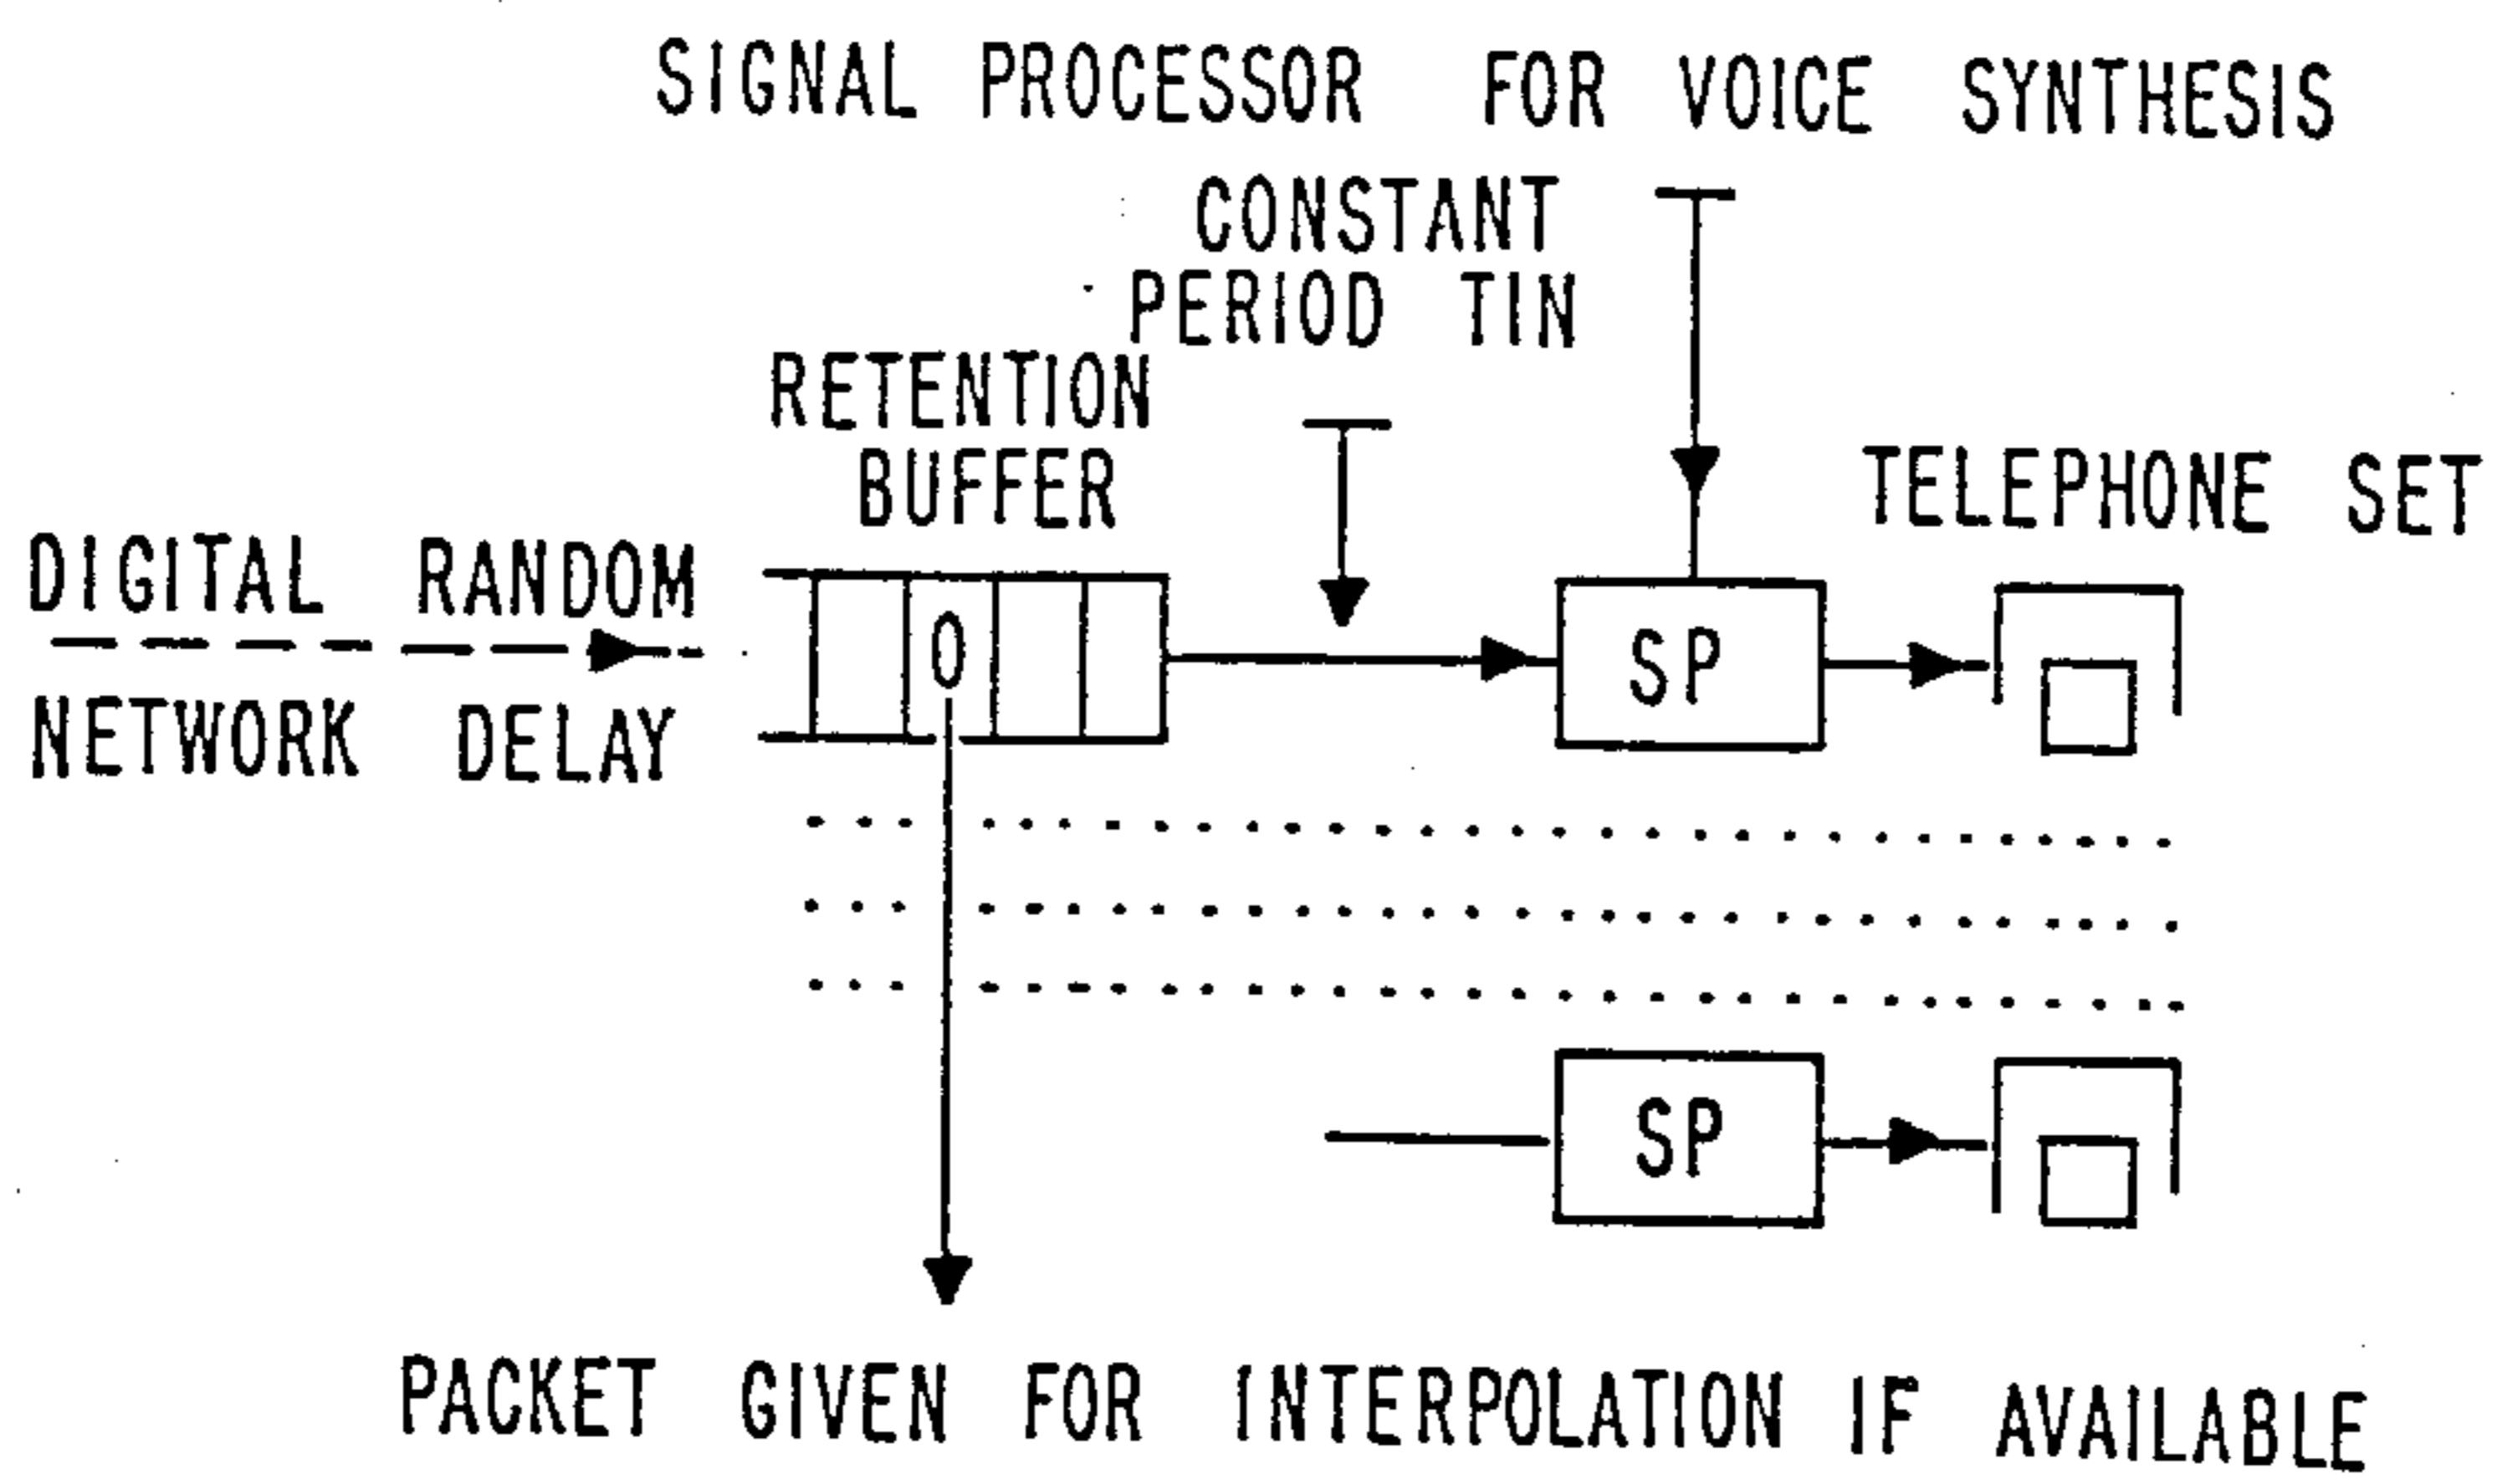 SIGNAL PROCESSOR FOR VOICE SYNTHESIS
CONSTANT
PERIOD TIN
RETENTION
BUFFER
TELEPHONE SET
DIGITAL RANDOM
NETWORK DELAY
O
SP
SP
PACKET GIVEN FOR INTERPOLATION IF AVAILABLE